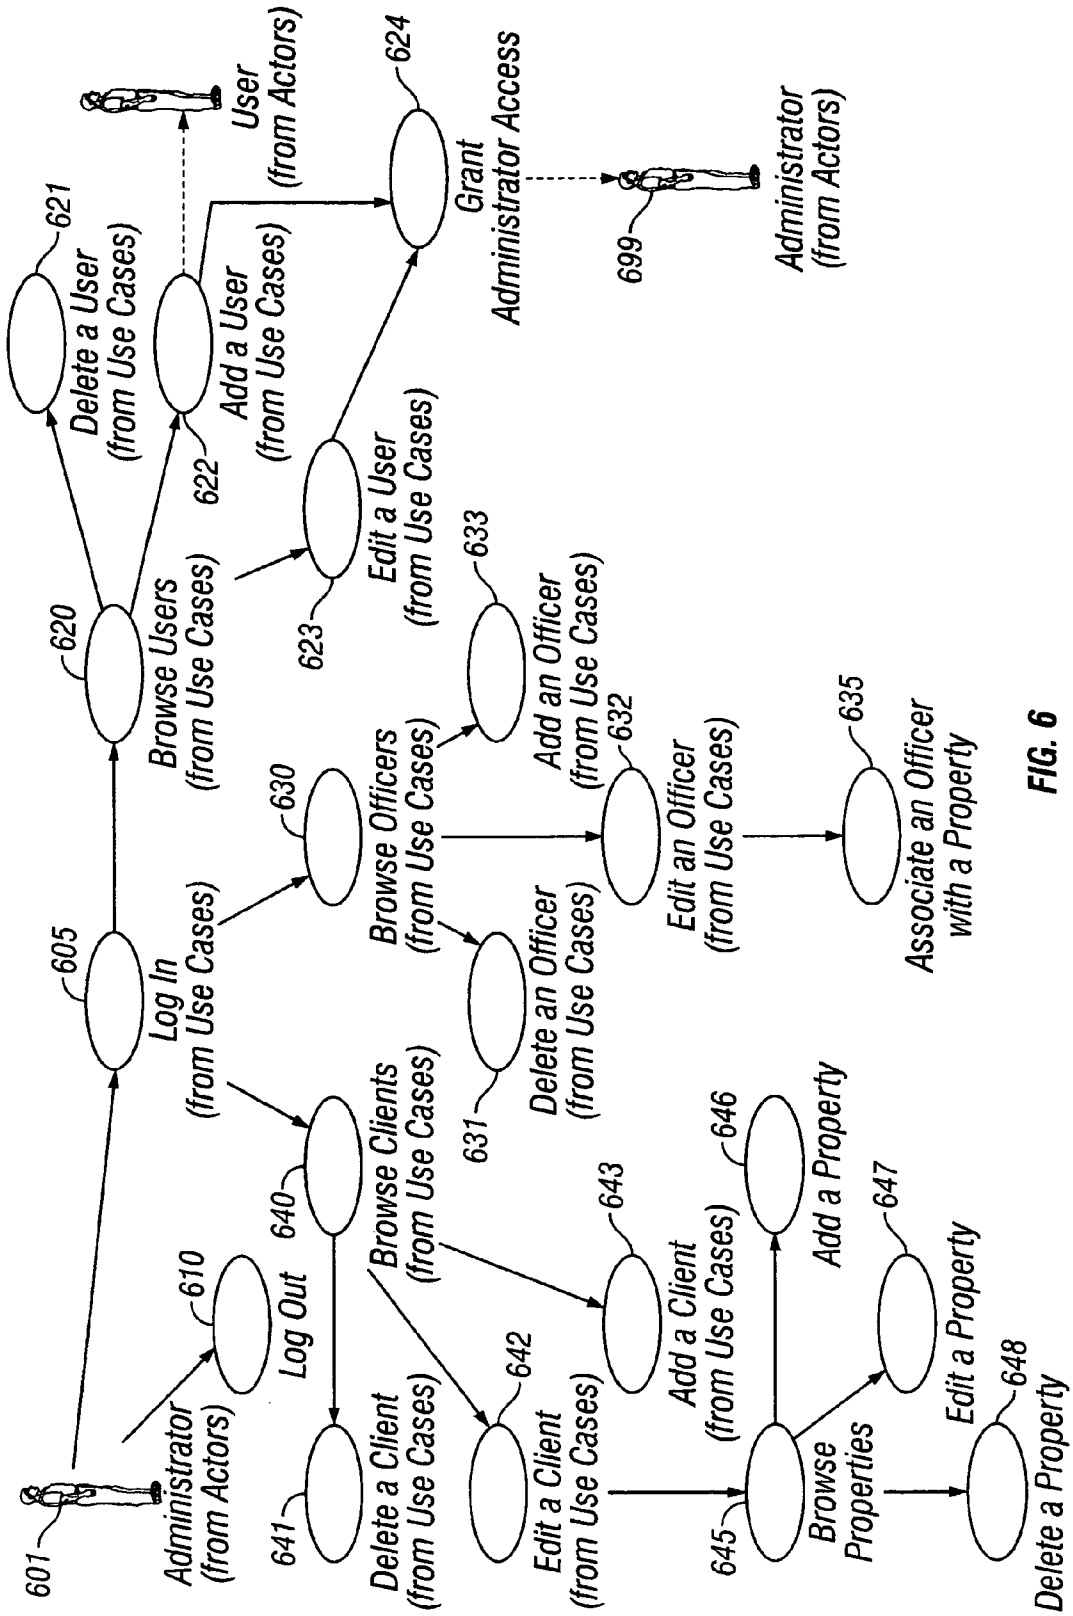 601
Administrator
(from Actors)
610
Log Out
605
Log In
(from Use Cases)
620
Browse Users
(from Use Cases)
621
Delete a User
(from Use Cases)
622
Add a User
(from Use Cases)
User
(from Actors)
623
Edit a User
(from Use Cases)
624
Grant
Administrator Access
699
Administrator
(from Actors)
630
Browse Officers
(from Use Cases)
631
Delete an Officer
(from Use Cases)
633
Add an Officer
(from Use Cases)
632
Edit an Officer
(from Use Cases)
635
Associate an Officer
with a Property
640
Browse Clients
(from Use Cases)
641
Delete a Client
(from Use Cases)
642
Edit a Client
(from Use Cases)
643
Add a Client
(from Use Cases)
645
Browse
Properties
646
Add a Property
647
Edit a Property
648
Delete a Property
FIG. 6